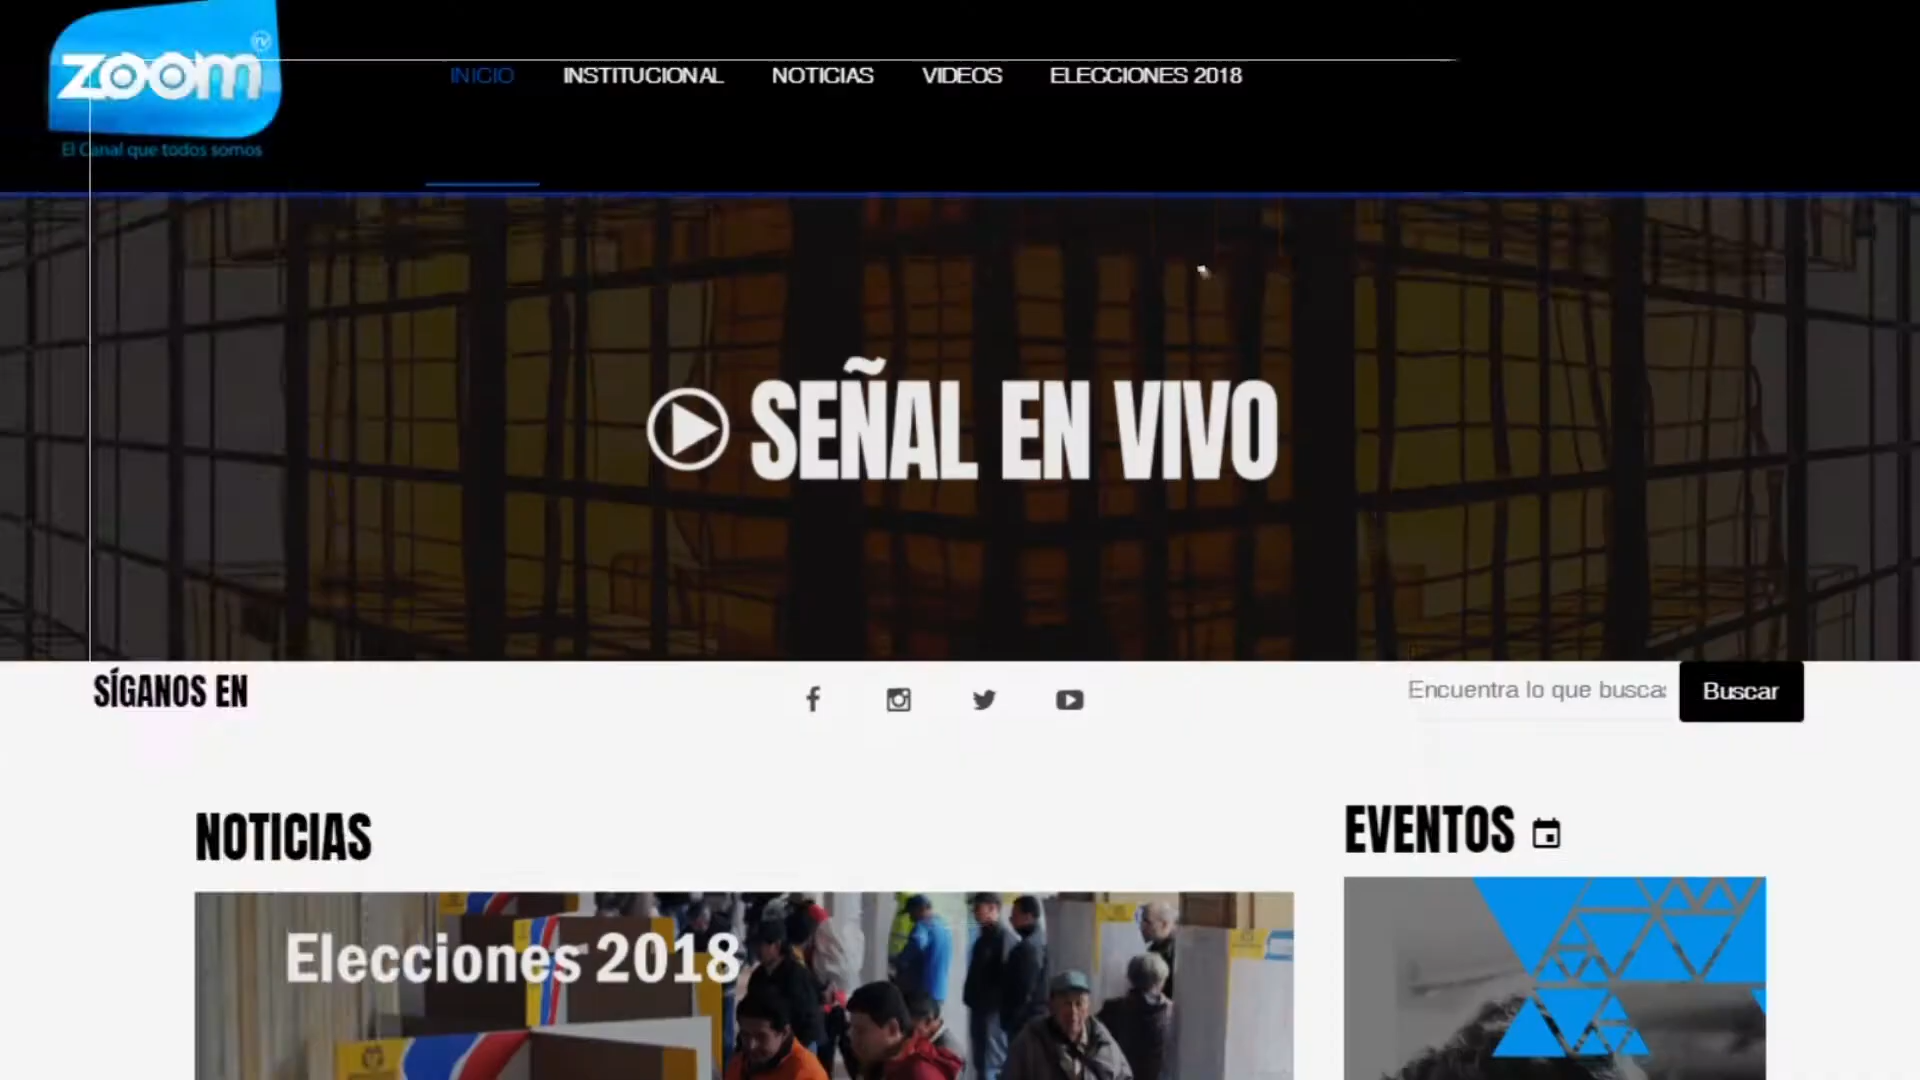 zoom TV
El Canal que todos somos
INICIO INSTITUCIONAL NOTICIAS VIDEOS ELECCIONES 2018
SEÑAL EN VIVO
SÍGANOS EN
Encuentra lo que busca
Buscar
NOTICIAS
EVENTOS
Elecciones 2018